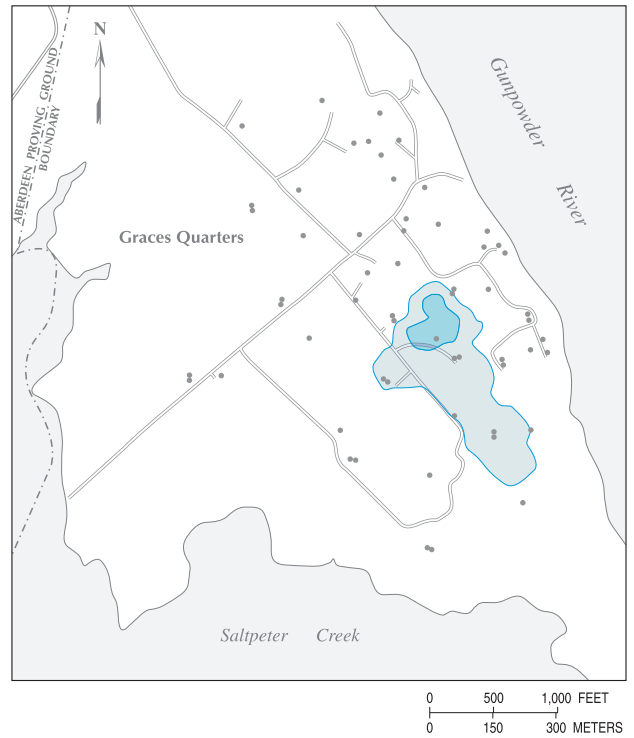 N
ABERDEEN PROVING GROUND
BOUNDARY
Gunpowder
River
Graces Quarters
Saltpeter Creek
0 500 1,000 FEET
0 150 300 METERS